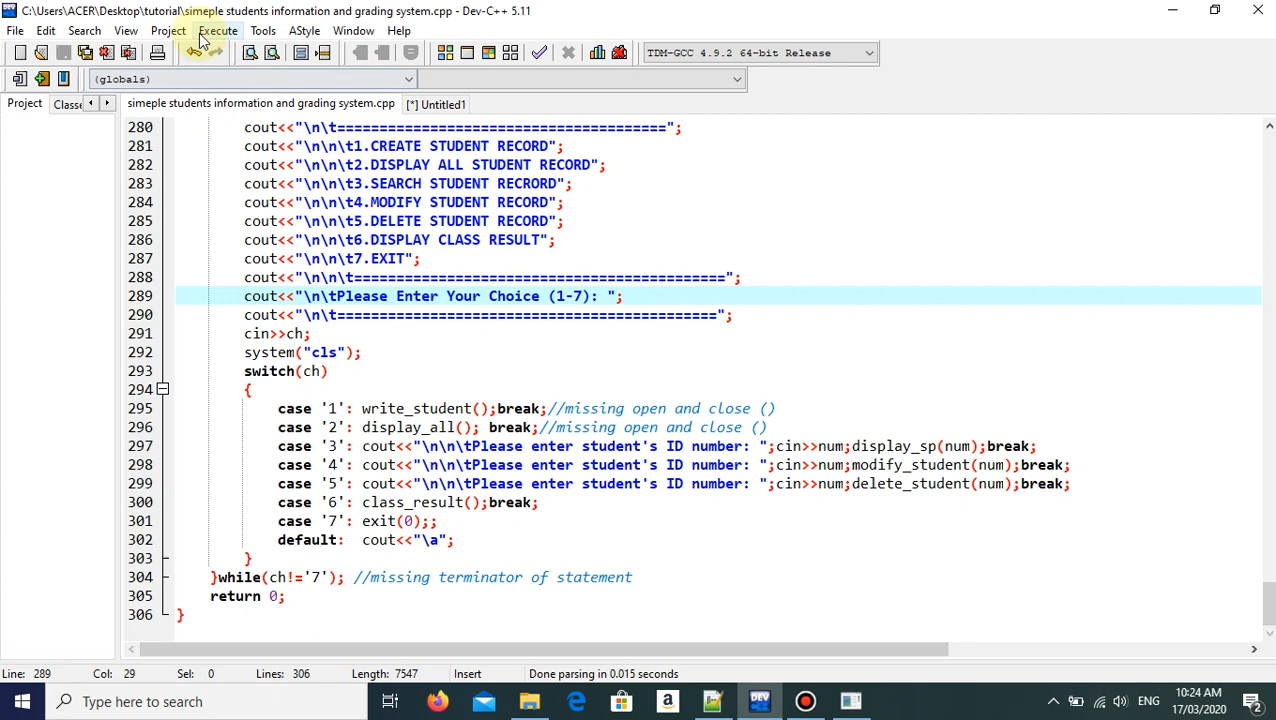 C:\Users\ACER\Desktop\tutorial\simeple students information and grading system.cpp - Dev-C++ 5.11
File Edit Search View Project Execute Tools AStyle Window Help
TDM-GCC 4.9.2 64-bit Release
(globals)
Project Classe simeple students information and grading system.cpp [*] Untitled1
280 cout<<"\n\t=======================================";
281 cout<<"\n\n\t1.CREATE STUDENT RECORD";
282 cout<<"\n\n\t2.DISPLAY ALL STUDENT RECORD";
283 cout<<"\n\n\t3.SEARCH STUDENT RECRORD";
284 cout<<"\n\n\t4.MODIFY STUDENT RECORD";
285 cout<<"\n\n\t5.DELETE STUDENT RECORD";
286 cout<<"\n\n\t6.DISPLAY CLASS RESULT";
287 cout<<"\n\n\t7.EXIT";
288 cout<<"\n\n\t============================================";
289 cout<<"\n\tPlease Enter Your Choice (1-7): ";
290 cout<<"\n\t=============================================";
291 cin>>ch;
292 system("cls");
293 switch(ch)
294 {
295 case '1': write_student();break;//missing open and close ()
296 case '2': display_all(); break;//missing open and close ()
297 case '3': cout<<"\n\n\tPlease enter student's ID number: ";cin>>num;display_sp(num);break;
298 case '4': cout<<"\n\n\tPlease enter student's ID number: ";cin>>num;modify_student(num);break;
299 case '5': cout<<"\n\n\tPlease enter student's ID number: ";cin>>num;delete_student(num);break;
300 case '6': class_result();break;
301 case '7': exit(0);;
302 default: cout<<"\a";
303 }
304 }while(ch!='7'); //missing terminator of statement
305 return 0;
306 }
Line: 289 Col: 29 Sel: 0 Lines: 306 Length: 7547 Insert Done parsing in 0.015 seconds
Type here to search
DEV
ENG
10:24 AM
17/03/2020
2